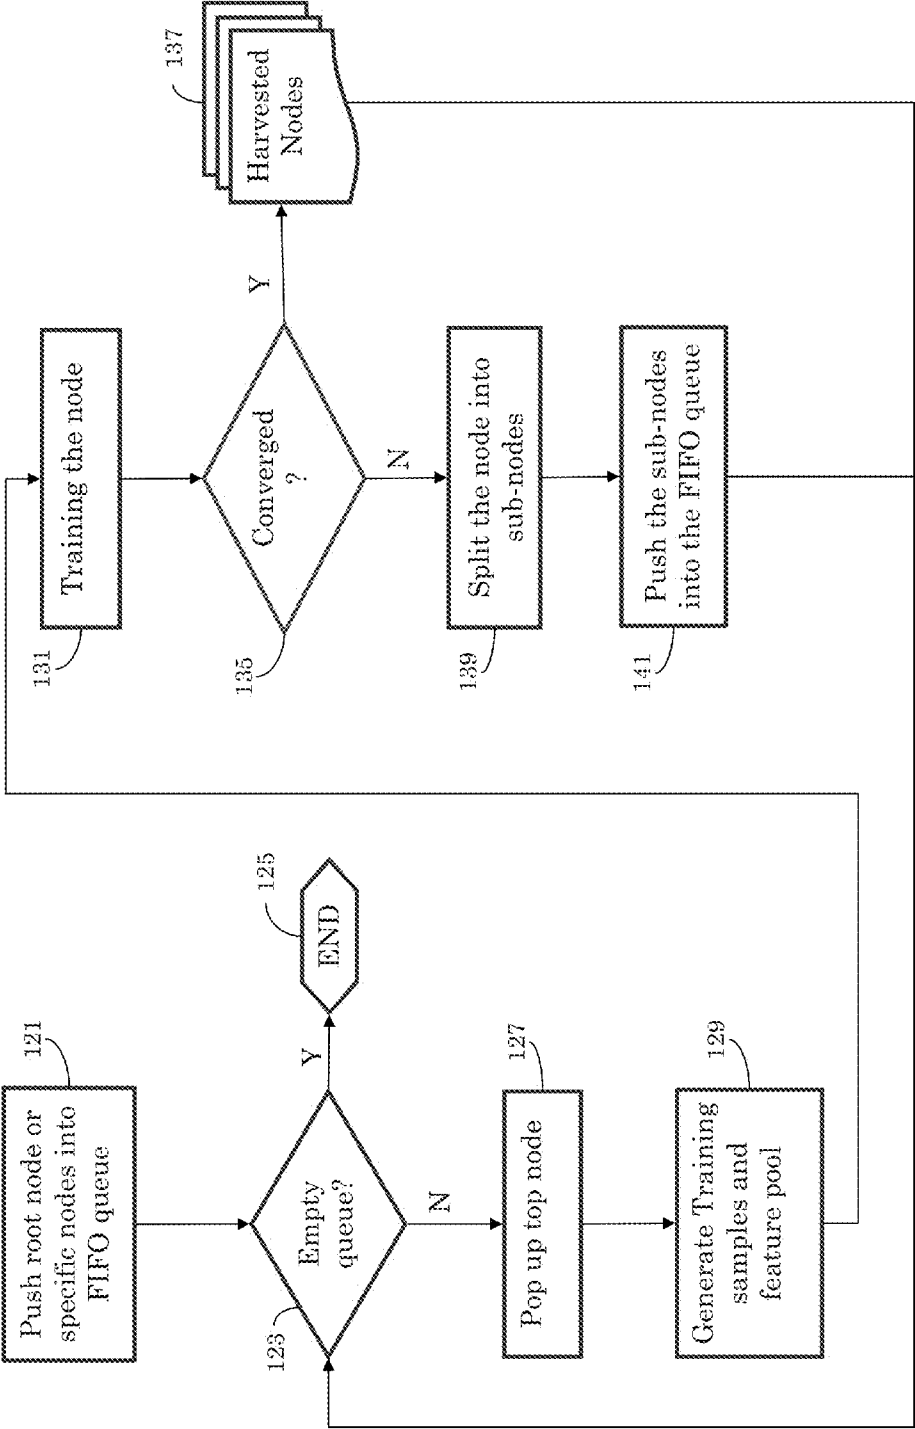 121
Push root node or
specific nodes into
FIFO queue
123
Empty
queue?
Y
125
END
N
127
Pop up top node
129
Generate Training
samples and
feature pool
131
Training the node
135
Converged
?
Y
137
Harvested
Nodes
N
139
Split the node into
sub-nodes
141
Push the sub-nodes
into the FIFO queue